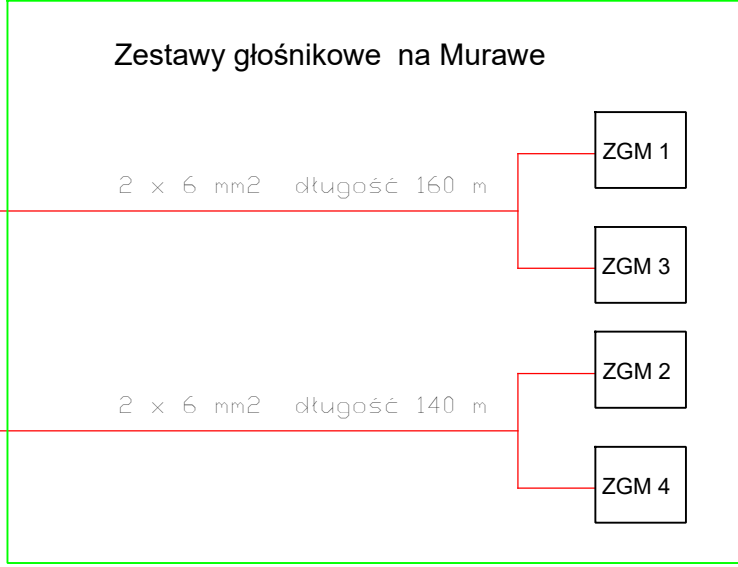 Zestawy głośnikowe na Murawe
ZGM 1
2 x 6 mm2 długość 160 m
ZGM 3
ZGM 2
2 x 6 mm2 długość 140 m
ZGM 4